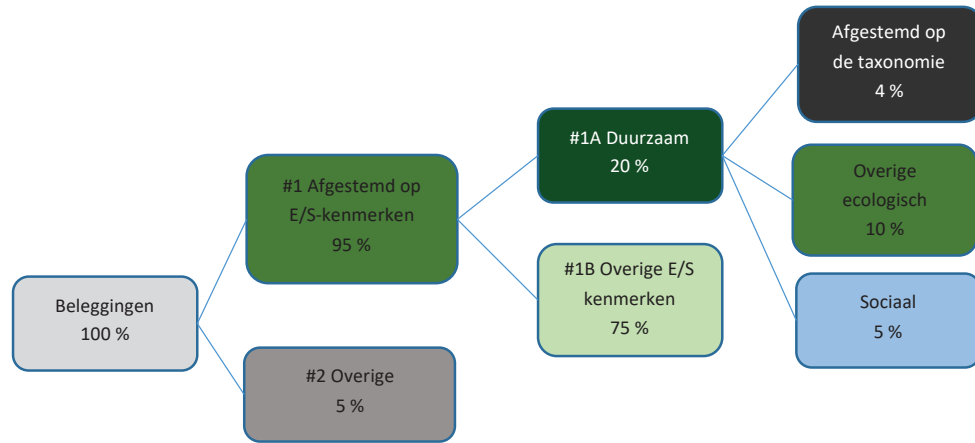 Beleggingen
100 %
#1 Afgestemd op
E/S-kenmerken
95 %
#2 Overige
5 %
#1A Duurzaam
20 %
#1B Overige E/S
kenmerken
75 %
Afgestemd op
de taxonomie
4 %
Overige
ecologisch
10 %
Sociaal
5 %